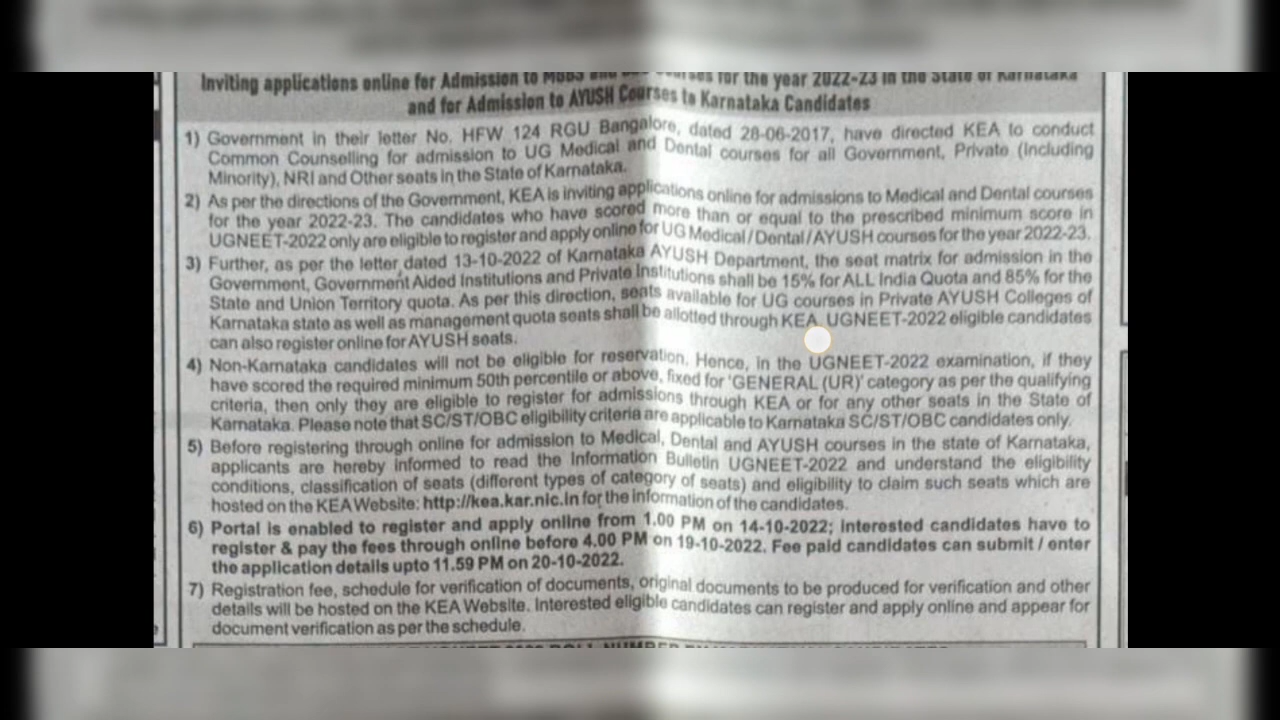 Inviting applications online for Admission to MBBS and courses for the year 2022-23 in the State of Karnataka
and for Admission to AYUSH Courses to Karnataka Candidates
1) Government in their letter No. HFW 124 RGU Bangalore, dated 28-06-2017, have directed KEA to conduct
Common Counselling for admission to UG Medical and Dental courses for all Government, Private (Including
Minority), NRI and Other seats in the State of Karnataka.
2) As per the directions of the Government, KEA is inviting applications online for admissions to Medical and Dental courses
for the year 2022-23. The candidates who have scored more than or equal to the prescribed minimum score in
UGNEET-2022 only are eligible to register and apply online for UG Medical/Dental/AYUSH courses for the year 2022-23.
3) Further, as per the letter dated 13-10-2022 of Karnataka AYUSH Department, the seat matrix for admission in the
Government, Government Aided Institutions and Private Institutions shall be 15% for ALL India Quota and 85% for the
State and Union Territory quota. As per this direction, seats available for UG courses in Private AYUSH Colleges of
Karnataka state as well as management quota seats shall be allotted through KEA. UGNEET-2022 eligible candidates
can also register online for AYUSH seats.
4) Non-Karnataka candidates will not be eligible for reservation. Hence, in the UGNEET-2022 examination, if they
have scored the required minimum 50th percentile or above, fixed for 'GENERAL (UR)' category as per the qualifying
criteria, then only they are eligible to register for admissions through KEA or for any other seats in the State of
Karnataka. Please note that SC/ST/OBC eligibility criteria are applicable to Karnataka SC/ST/OBC candidates only.
5) Before registering through online for admission to Medical, Dental and AYUSH courses in the state of Karnataka,
applicants are hereby informed to read the Information Bulletin UGNEET-2022 and understand the eligibility
conditions, classification of seats (different types of category of seats) and eligibility to claim such seats which are
hosted on the KEA Website: http://kea.kar.nic.in for the information of the candidates.
6) Portal is enabled to register and apply online from 1.00 PM on 14-10-2022; Interested candidates have to
register & pay the fees through online before 4.00 PM on 19-10-2022. Fee paid candidates can submit / enter
the application details upto 11.59 PM on 20-10-2022.
7) Registration fee, schedule for verification of documents, original documents to be produced for verification and other
details will be hosted on the KEA Website. Interested eligible candidates can register and apply online and appear for
document verification as per the schedule.